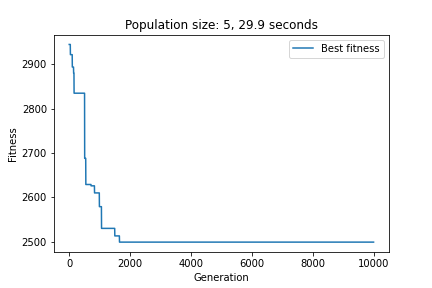 Population size: 5, 29.9 seconds
Best fitness
Fitness
2900
2800
2700
2600
2500
0 2000 4000 6000 8000 10000
Generation